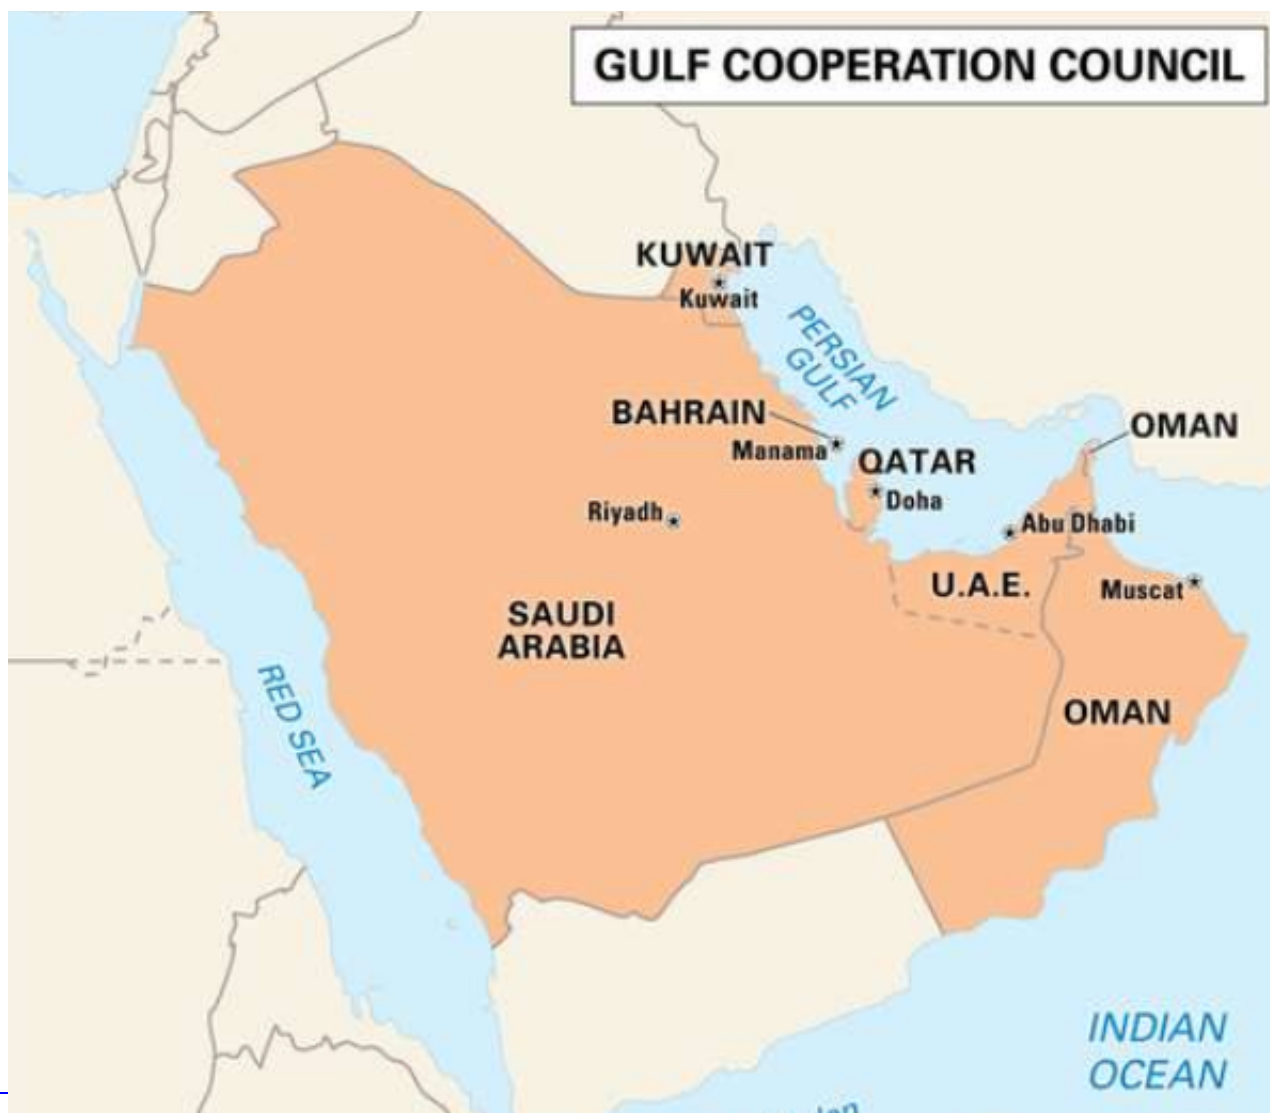 GULF COOPERATION COUNCIL
KUWAIT
Kuwait
PERSIAN
GULF
BAHRAIN
Manama
QATAR
Doha
OMAN
Riyadh
Abu Dhabi
U.A.E.
Muscat
SAUDI
ARABIA
RED SEA
OMAN
INDIAN
OCEAN